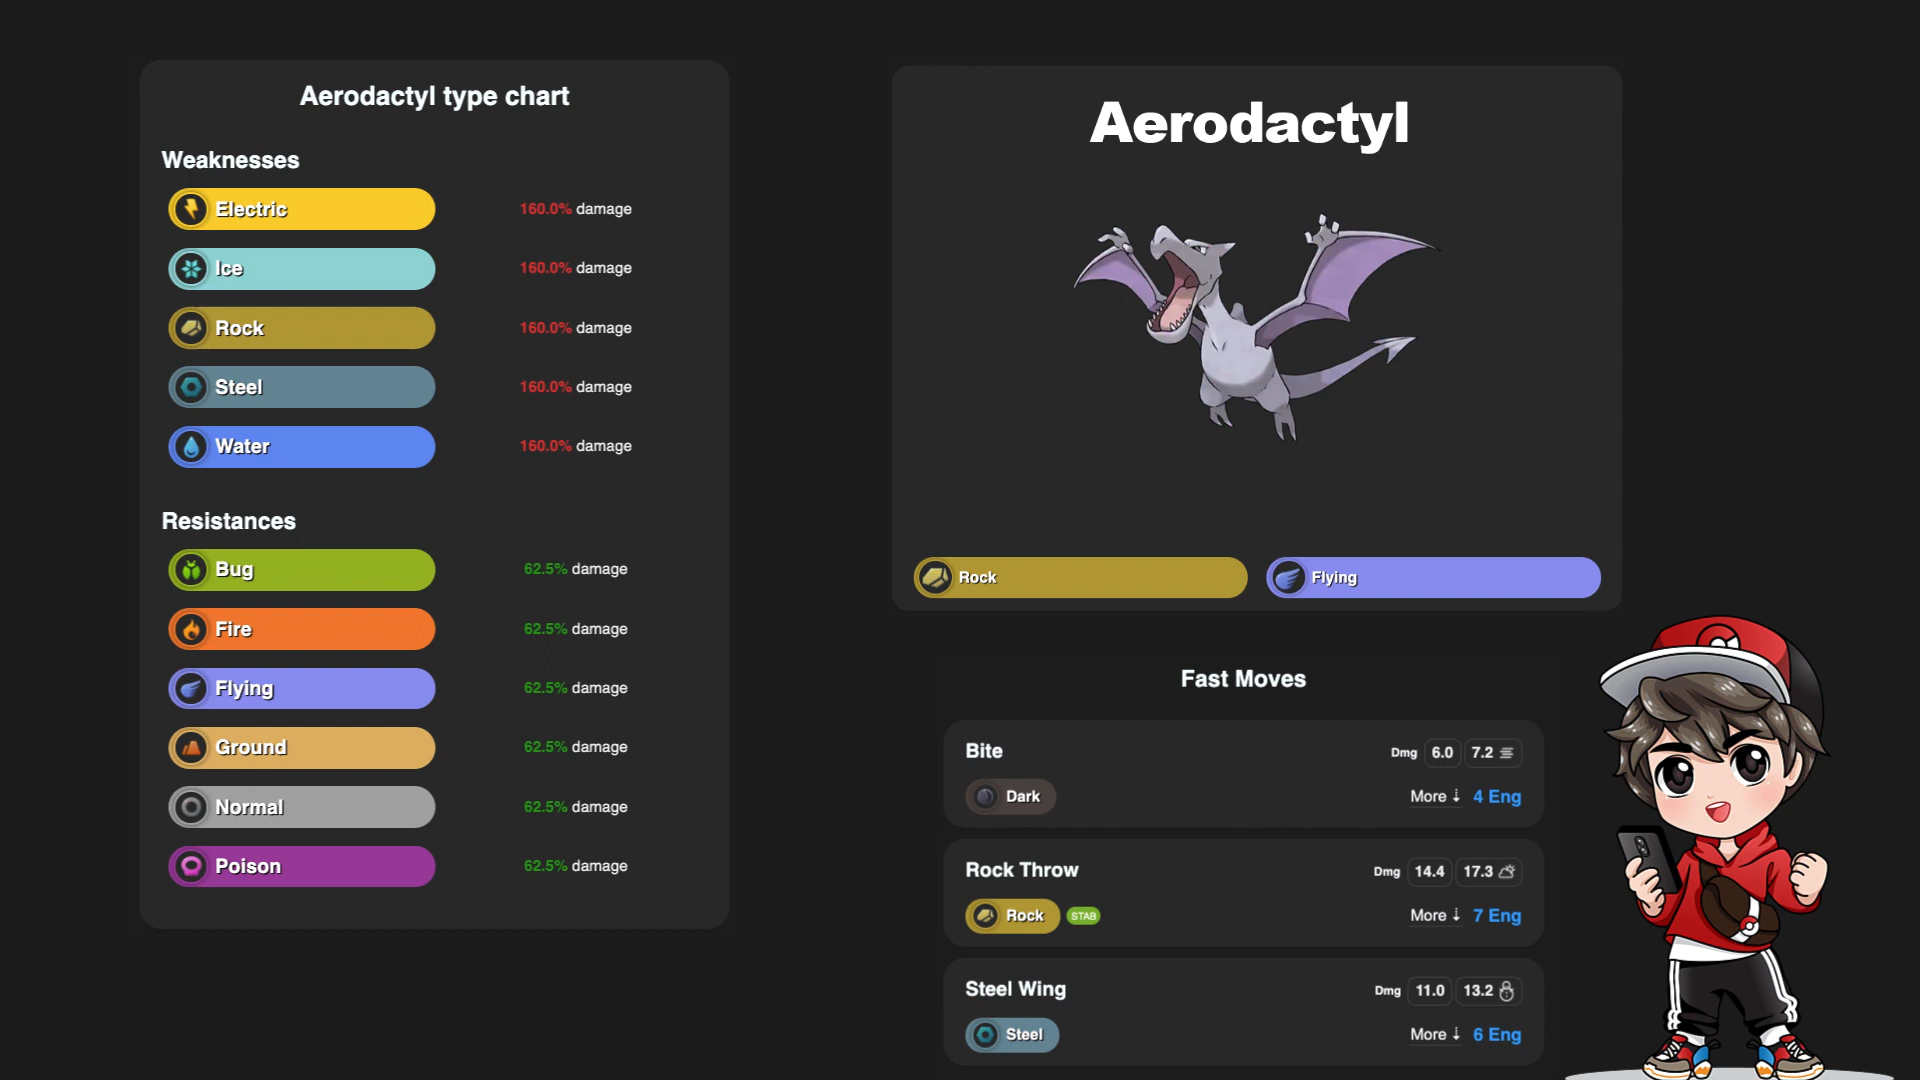 Aerodactyl type chart
Weaknesses
Electric 160.0% damage
Ice 160.0% damage
Rock 160.0% damage
Steel 160.0% damage
Water 160.0% damage
Resistances
Bug 62.5% damage
Fire 62.5% damage
Flying 62.5% damage
Ground 62.5% damage
Normal 62.5% damage
Poison 62.5% damage
Aerodactyl
Rock Flying
Fast Moves
Bite Dmg 6.0 7.2
Dark More ↓ 4 Eng
Rock Throw Dmg 14.4 17.3
Rock STAB More ↓ 7 Eng
Steel Wing Dmg 11.0 13.2
Steel More ↓ 6 Eng